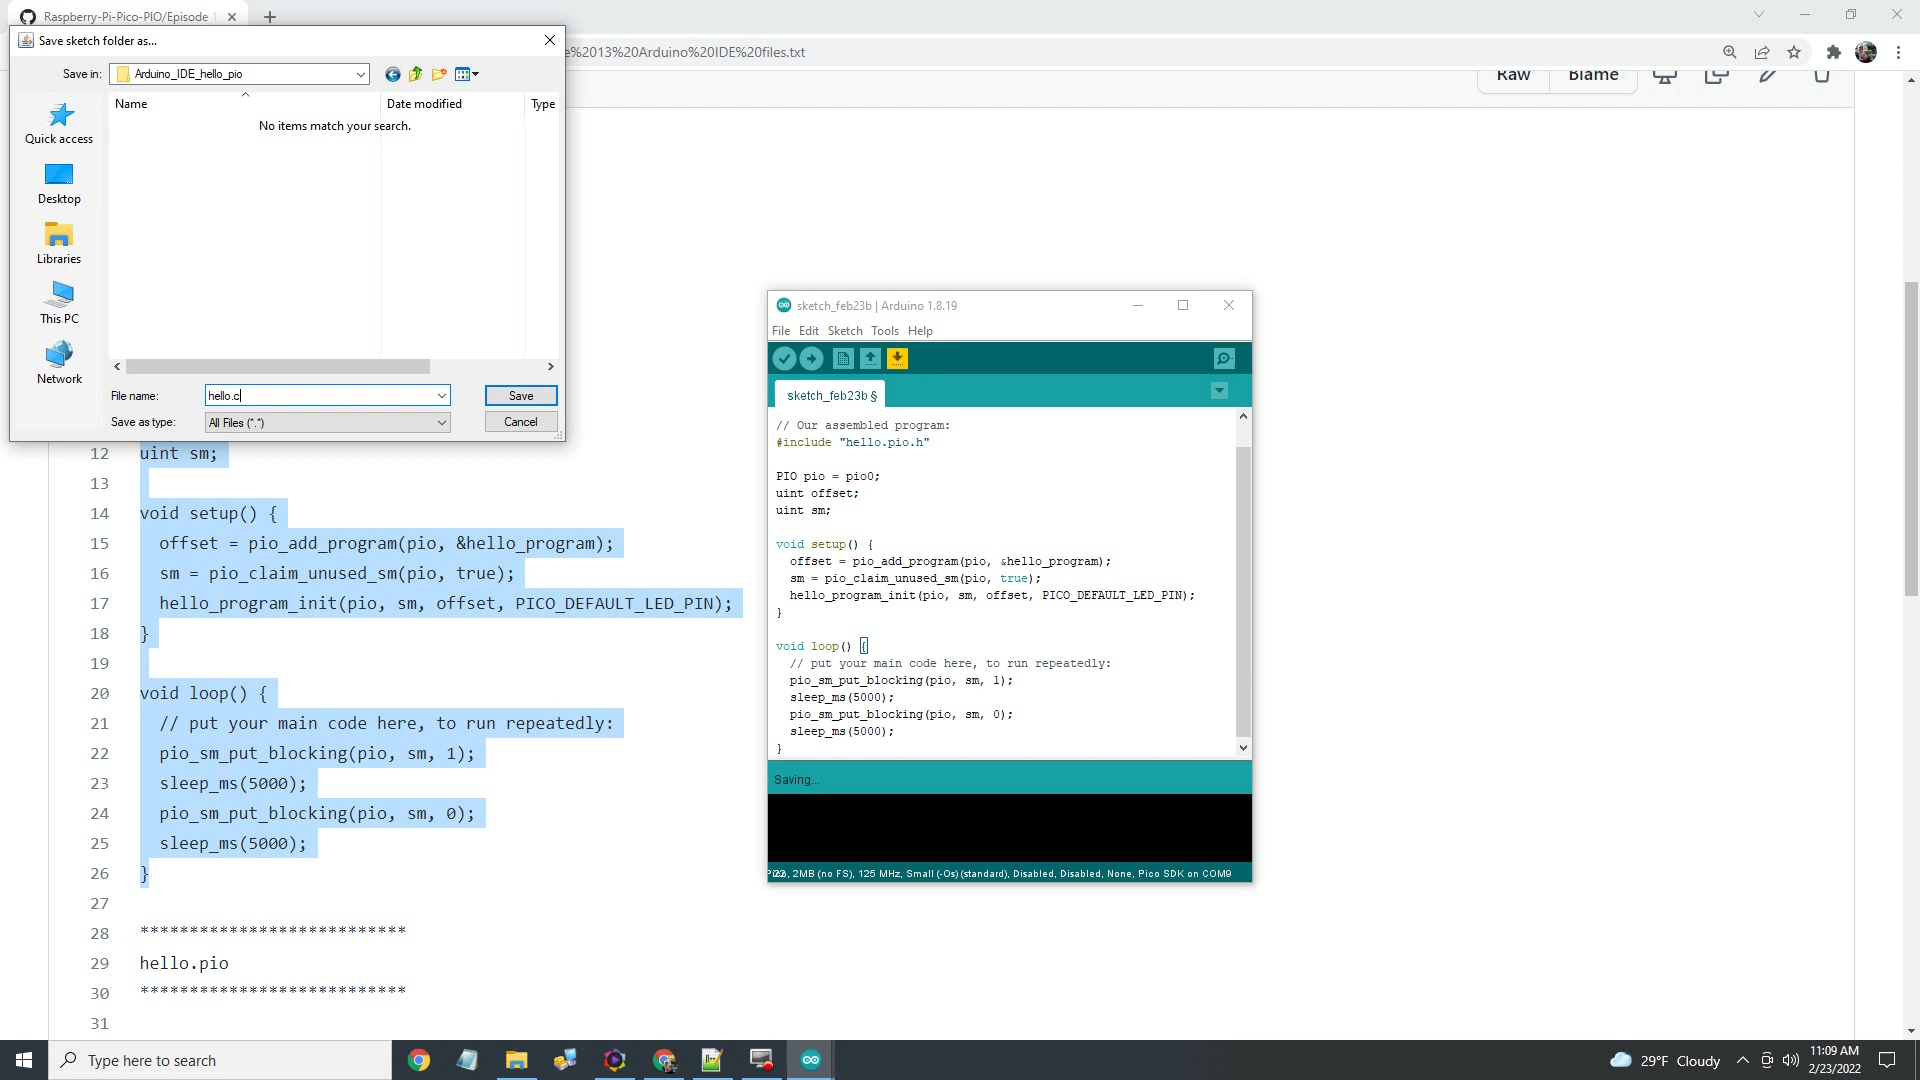 Raspberry-Pi-Pico-PIO/Episode
Save sketch folder as...
e%2013%20Arduino%20IDE%20files.txt
Save in:
Arduino_IDE_hello_pio
Raw
Blame
Name
Date modified
Type
No items match your search.
Quick access
Desktop
Libraries
This PC
Network
File name:
hello.c
Save
Save as type:
All Files (*.*)
Cancel
12 uint sm;
13
14 void setup() {
15 offset = pio_add_program(pio, &hello_program);
16 sm = pio_claim_unused_sm(pio, true);
17 hello_program_init(pio, sm, offset, PICO_DEFAULT_LED_PIN);
18 }
19
20 void loop() {
21 // put your main code here, to run repeatedly:
22 pio_sm_put_blocking(pio, sm, 1);
23 sleep_ms(5000);
24 pio_sm_put_blocking(pio, sm, 0);
25 sleep_ms(5000);
26 }
27
28 ***************************
29 hello.pio
30 ***************************
31
sketch_feb23b | Arduino 1.8.19
File Edit Sketch Tools Help
sketch_feb23b §
// Our assembled program:
#include "hello.pio.h"
PIO pio = pio0;
uint offset;
uint sm;
void setup() {
offset = pio_add_program(pio, &hello_program);
sm = pio_claim_unused_sm(pio, true);
hello_program_init(pio, sm, offset, PICO_DEFAULT_LED_PIN);
}
void loop() {
// put your main code here, to run repeatedly:
pio_sm_put_blocking(pio, sm, 1);
sleep_ms(5000);
pio_sm_put_blocking(pio, sm, 0);
sleep_ms(5000);
}
Saving...
2MB (no FS), 125 MHz, Small (-Os) (standard), Disabled, Disabled, None, Pico SDK on COM9
Type here to search
29°F Cloudy
11:09 AM
2/23/2022